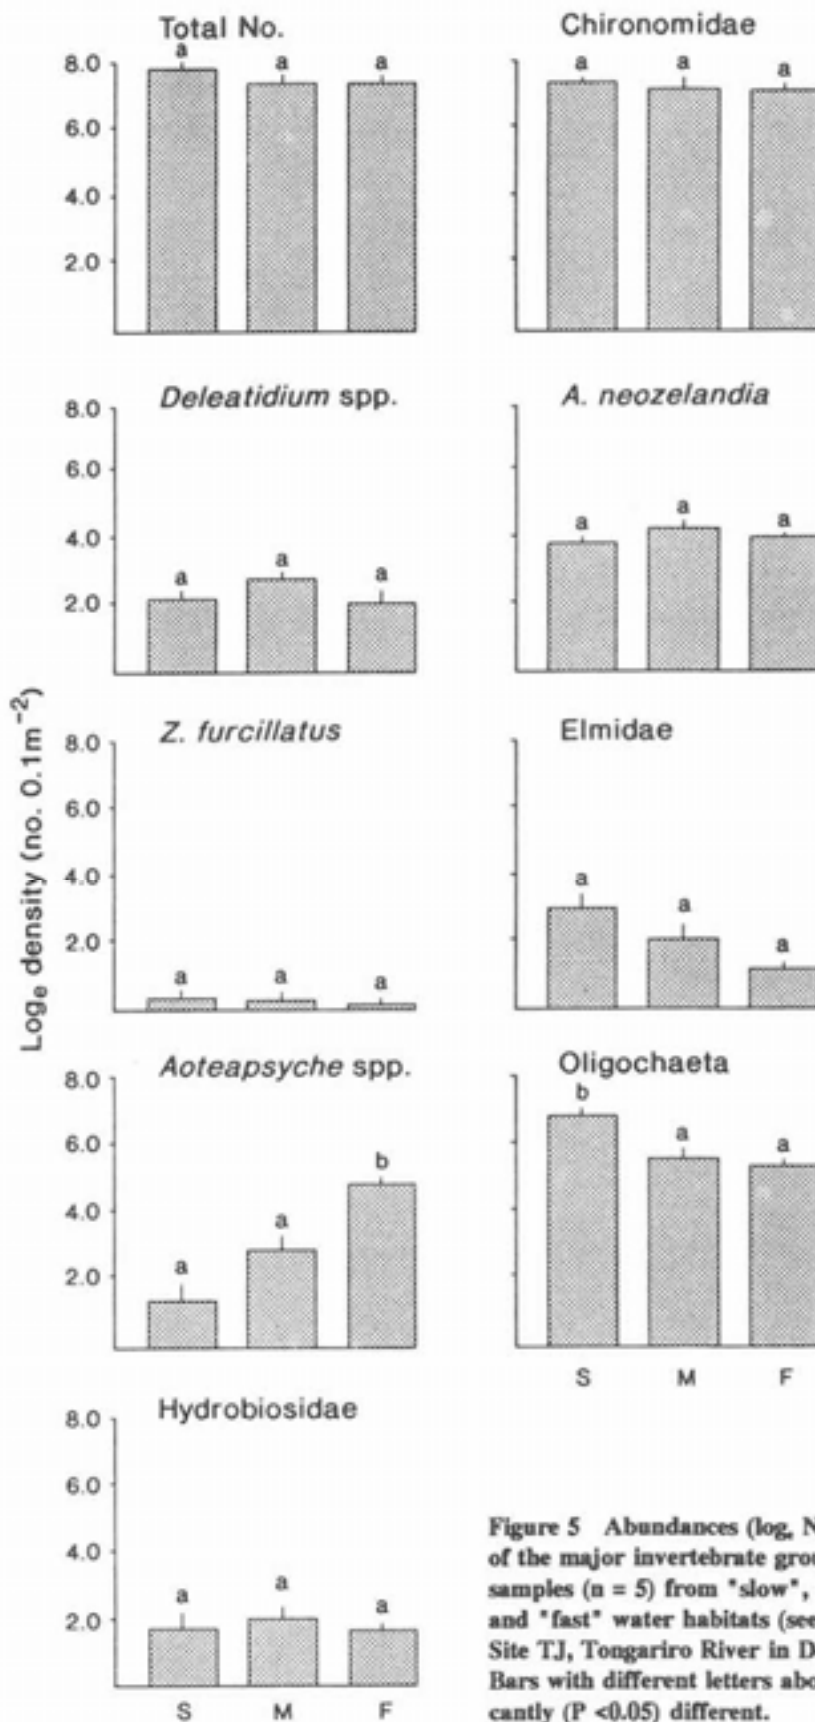 Total No.
a
a
a
8.0
6.0
4.0
2.0
Chironomidae
a
a
a
Deleatidium spp.
8.0
6.0
4.0
2.0
a
a
a
A. neozelandia
a
a
a
Z. furcillatus
8.0
6.0
4.0
2.0
a
a
a
Elmidae
a
a
a
Logₑ density (no. 0.1m⁻²)
Aoteapsyche spp.
8.0
6.0
4.0
2.0
a
a
b
Oligochaeta
b
a
a
S M F
Hydrobiosidae
8.0
6.0
4.0
2.0
a
a
a
S M F
Figure 5 Abundances (logₑ N
of the major invertebrate
samples (n = 5) from "slow",
and "fast" water habitats (see
Site TJ, Tongariro River in
Bars with different letters
cantly (P <0.05) different.